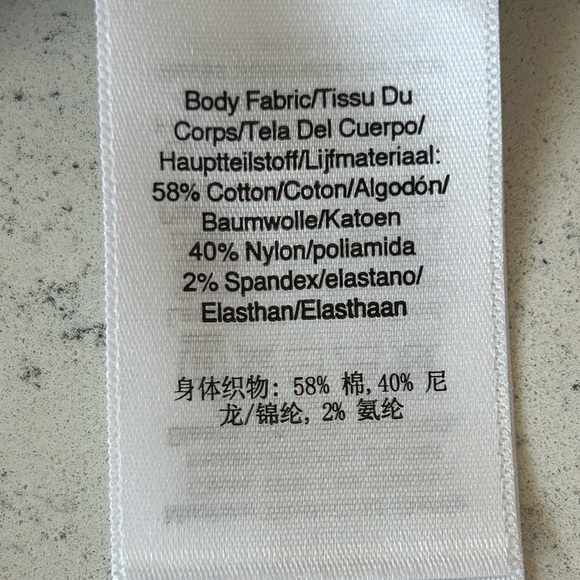 Body Fabric/Tissu Du
Corps/Tela Del Cuerpo/
Hauptteilstoff/Lijfmateriaal:
58% Cotton/Coton/Algodón/
Baumwolle/Katoen
40% Nylon/poliamida
2% Spandex/elastano/
Elasthan/Elasthaan
身体织物: 58% 棉,40% 尼
龙/锦纶, 2% 氨纶